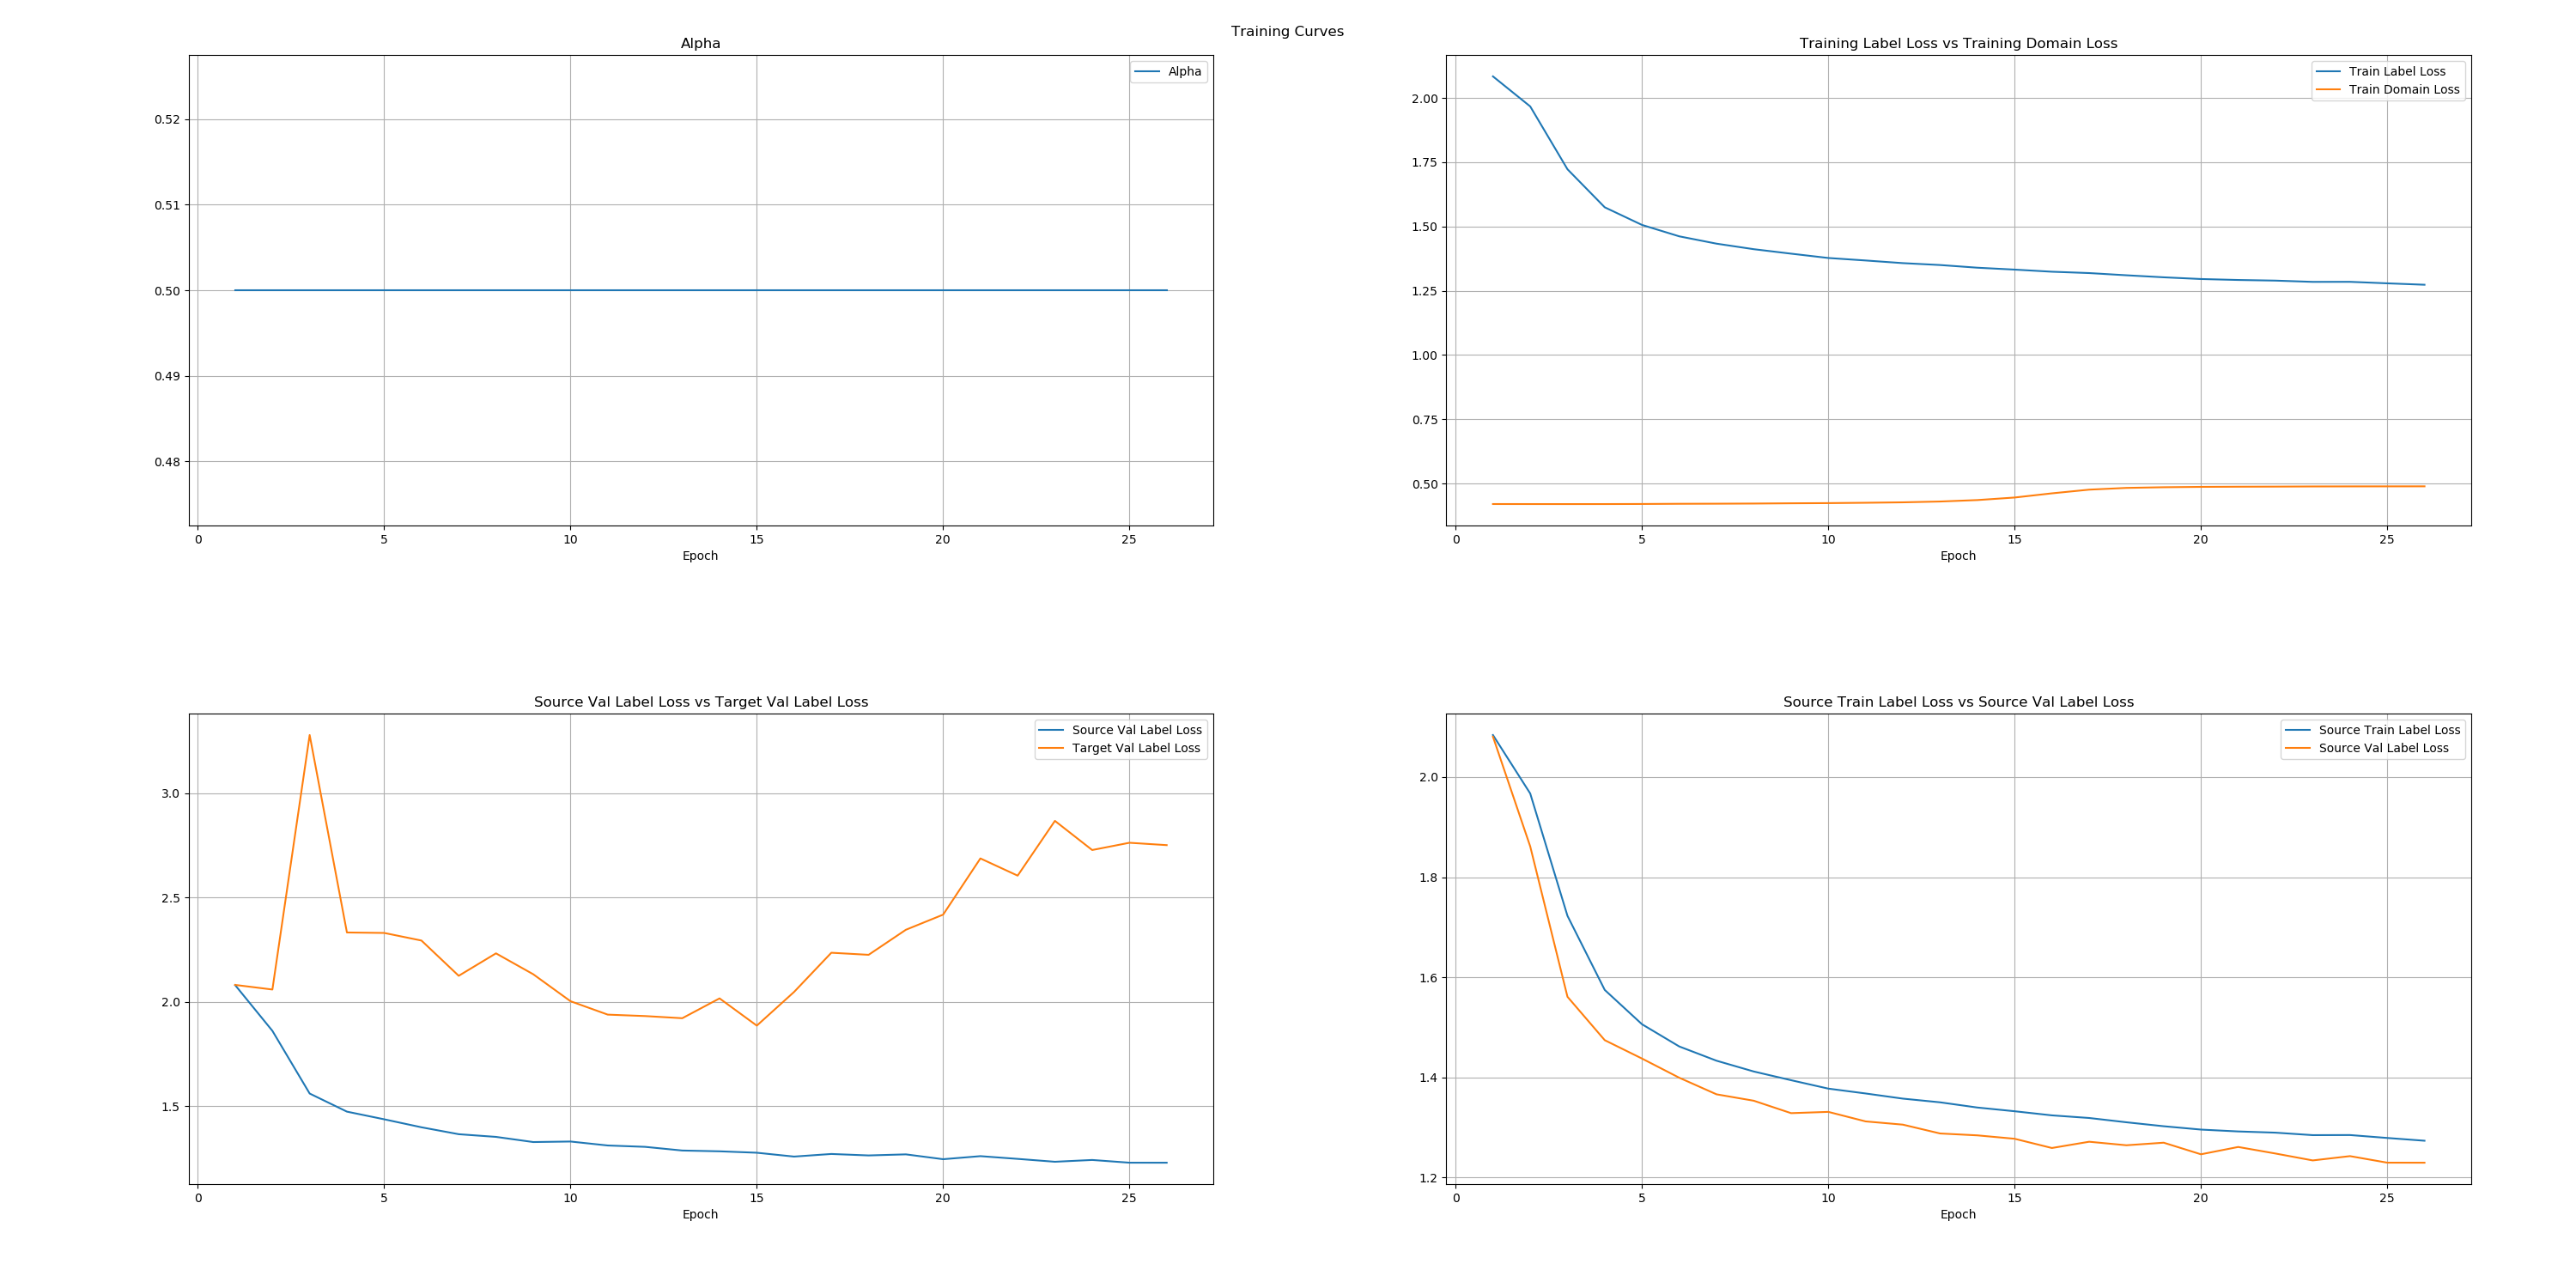 Training Curves
Alpha
Alpha
0.52
0.51
0.50
0.49
0.48
0 5 10 15 20 25
Epoch
Training Label Loss vs Training Domain Loss
Train Label Loss
Train Domain Loss
2.00
1.75
1.50
1.25
1.00
0.75
0.50
0 5 10 15 20 25
Epoch
Source Val Label Loss vs Target Val Label Loss
Source Val Label Loss
Target Val Label Loss
3.0
2.5
2.0
1.5
0 5 10 15 20 25
Epoch
Source Train Label Loss vs Source Val Label Loss
Source Train Label Loss
Source Val Label Loss
2.0
1.8
1.6
1.4
1.2
0 5 10 15 20 25
Epoch